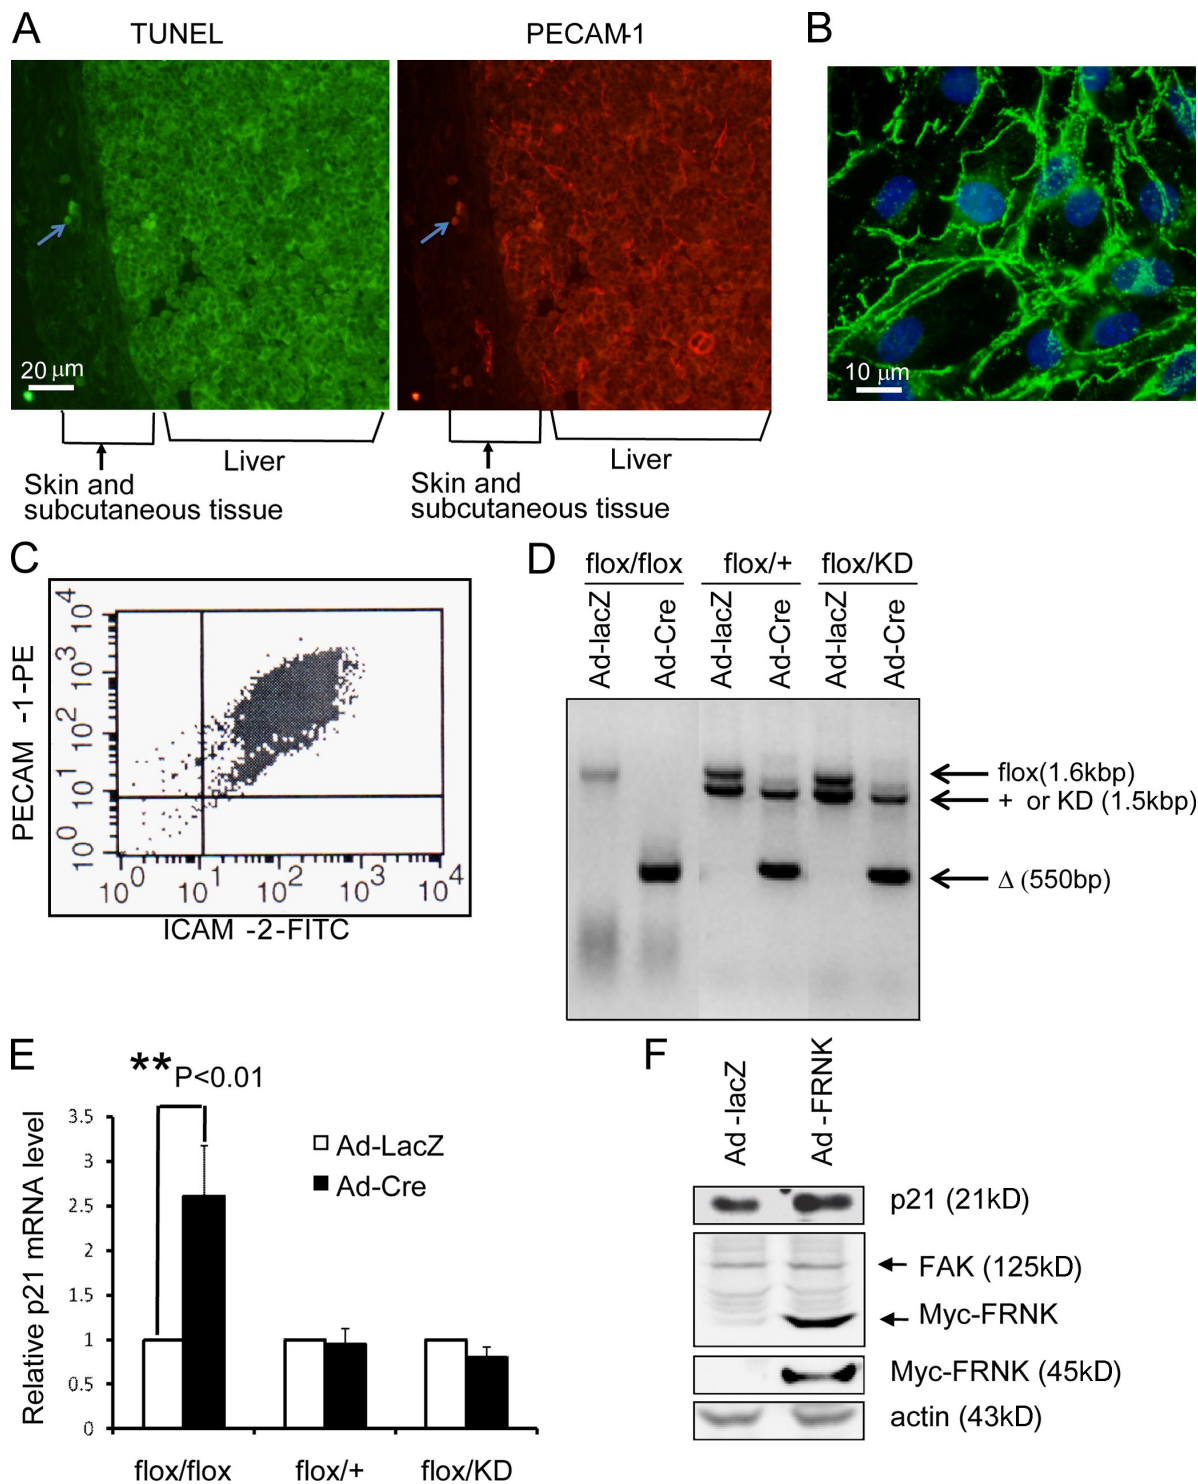 A
TUNEL
PECAM-1
B
20 μm
10 μm
Skin and
subcutaneous tissue
Liver
Skin and
subcutaneous tissue
Liver
C
PECAM -1-PE
10^4
10^3
10^2
10^1
10^0
10^0 10^1 10^2 10^3 10^4
ICAM -2-FITC
D
flox/flox flox/+ flox/KD
Ad-lacZ Ad-Cre Ad-lacZ Ad-Cre Ad-lacZ Ad-Cre
flox(1.6kbp)
+ or KD (1.5kbp)
Δ (550bp)
E
**P<0.01
Relative p21 mRNA level
3.5
3
2.5
2
1.5
1
0.5
0
Ad-LacZ
Ad-Cre
flox/flox flox/+ flox/KD
F
Ad -lacZ Ad -FRNK
p21 (21kD)
FAK (125kD)
Myc-FRNK
Myc-FRNK (45kD)
actin (43kD)